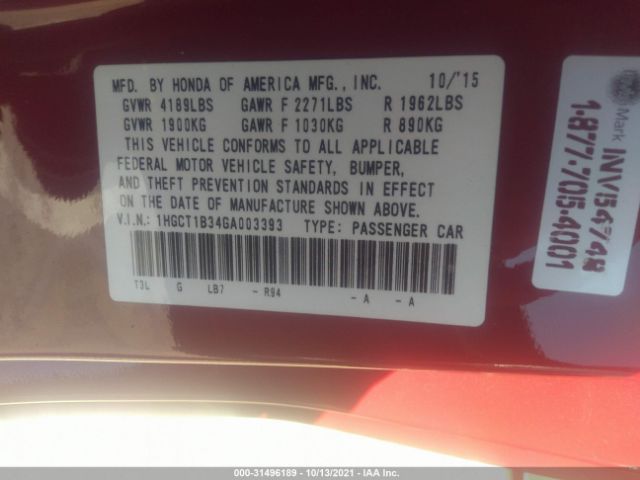 MFD. BY HONDA OF AMERICA MFG., INC. 10/'15
GVWR 4189LBS GAWR F 2271LBS R 1962LBS
GVWR 1900KG GAWR F 1030KG R 890KG
THIS VEHICLE CONFORMS TO ALL APPLICABLE
FEDERAL MOTOR VEHICLE SAFETY, BUMPER,
AND THEFT PREVENTION STANDARDS IN EFFECT
ON THE DATE OF MANUFACTURE SHOWN ABOVE.
V.I.N.: 1HGCT1B34GA003393 TYPE: PASSENGER CAR
T3L G LB7 - R94 - A - A
Mark
1-877-705-4001
000-31496189 - 10/13/2021 - IAA Inc.